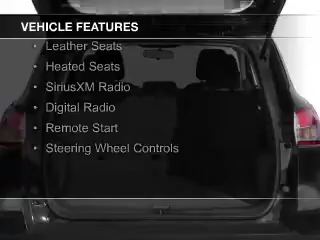 VEHICLE FEATURES
• Leather Seats
• Heated Seats
• SiriusXM Radio
• Digital Radio
• Remote Start
• Steering Wheel Controls